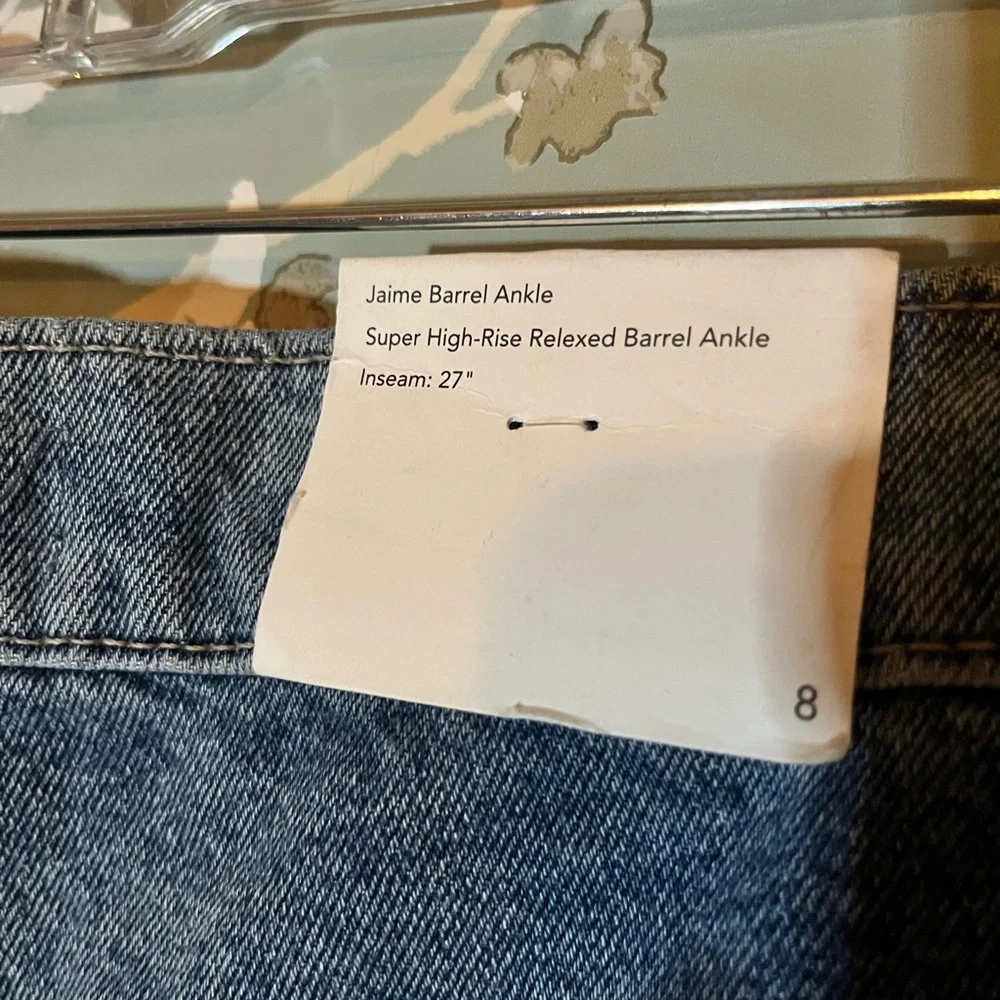 Jaime Barrel Ankle
Super High-Rise Relexed Barrel Ankle
Inseam: 27"
8